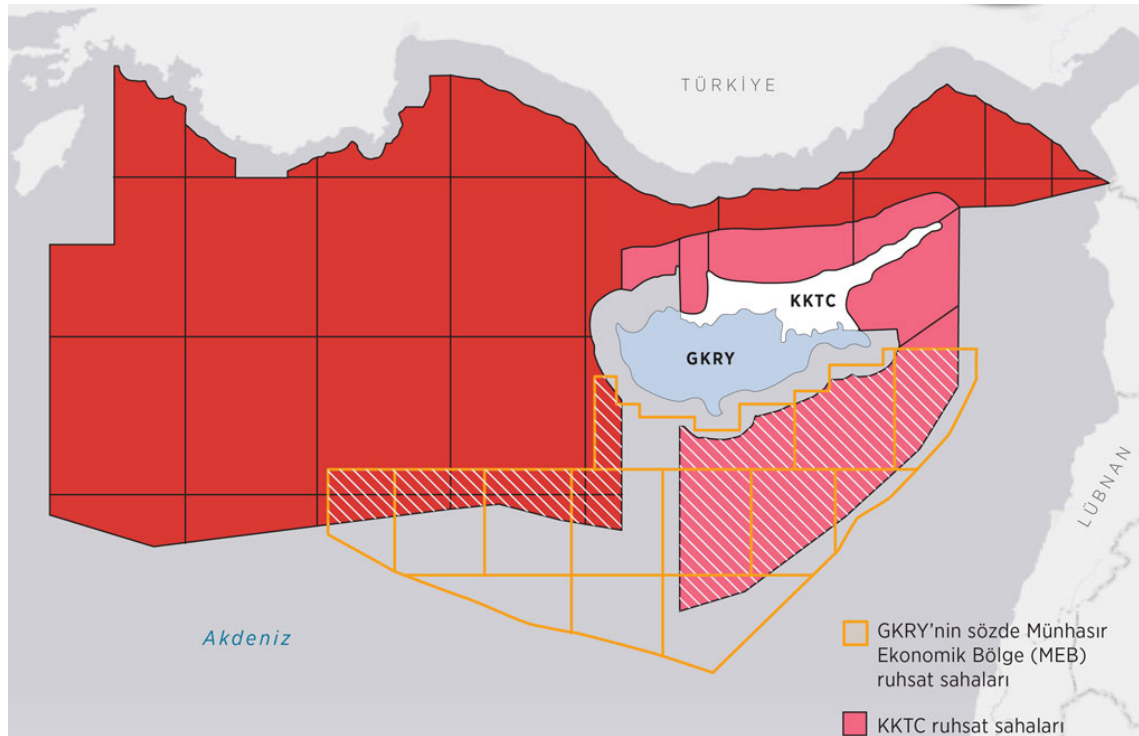 TÜRKİYE
KKTC
GKRY
LÜBNAN
Akdeniz
GKRY'nin sözde Münhasır
Ekonomik Bölge (MEB)
ruhsat sahaları
KKTC ruhsat sahaları